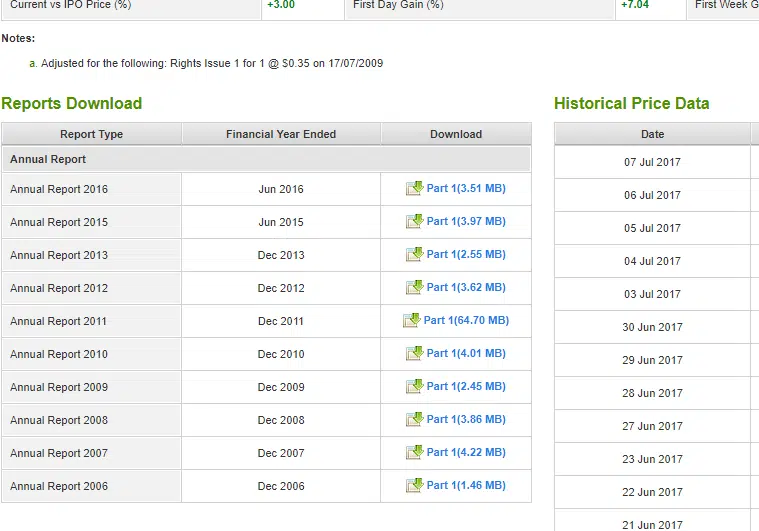 Current vs IPO Price (%) +3.00 First Day Gain (%) +7.04 First Week G
Notes:
a. Adjusted for the following: Rights Issue 1 for 1 @ $0.35 on 17/07/2009
Reports Download
Report Type Financial Year Ended Download
Annual Report
Annual Report 2016 Jun 2016 Part 1(3.51 MB)
Annual Report 2015 Jun 2015 Part 1(3.97 MB)
Annual Report 2013 Dec 2013 Part 1(2.55 MB)
Annual Report 2012 Dec 2012 Part 1(3.62 MB)
Annual Report 2011 Dec 2011 Part 1(64.70 MB)
Annual Report 2010 Dec 2010 Part 1(4.01 MB)
Annual Report 2009 Dec 2009 Part 1(2.45 MB)
Annual Report 2008 Dec 2008 Part 1(3.86 MB)
Annual Report 2007 Dec 2007 Part 1(4.22 MB)
Annual Report 2006 Dec 2006 Part 1(1.46 MB)
Historical Price Data
Date
07 Jul 2017
06 Jul 2017
05 Jul 2017
04 Jul 2017
03 Jul 2017
30 Jun 2017
29 Jun 2017
28 Jun 2017
27 Jun 2017
23 Jun 2017
22 Jun 2017
21 Jun 2017